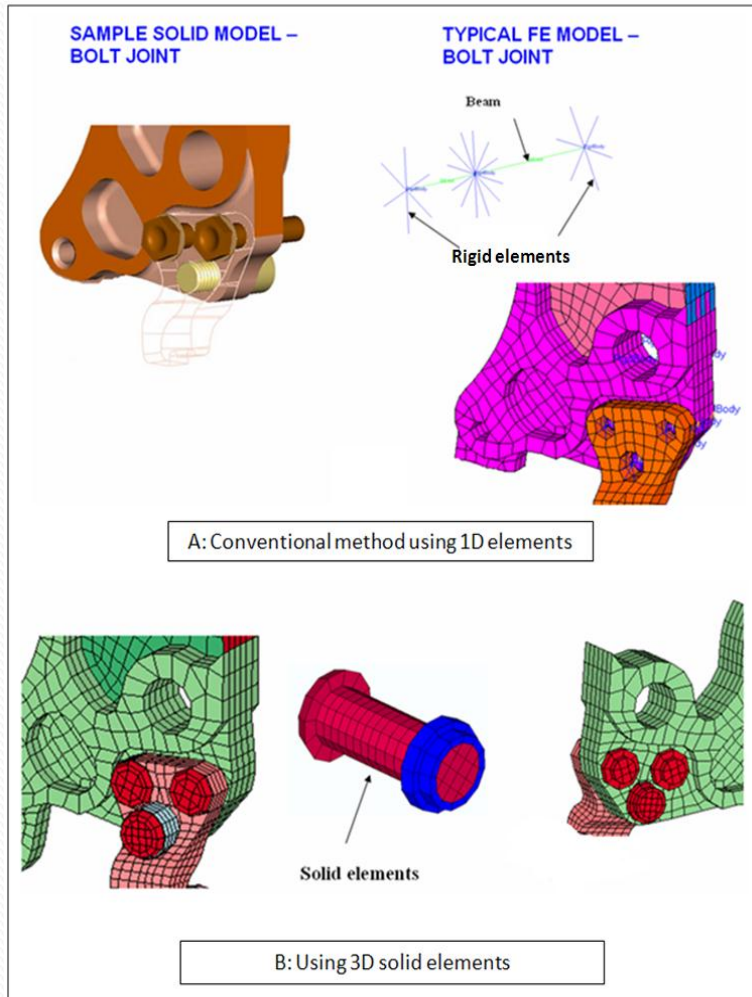 SAMPLE SOLID MODEL –
BOLT JOINT
TYPICAL FE MODEL –
BOLT JOINT
Beam
Rigid elements
Body
A: Conventional method using 1D elements
Solid elements
B: Using 3D solid elements